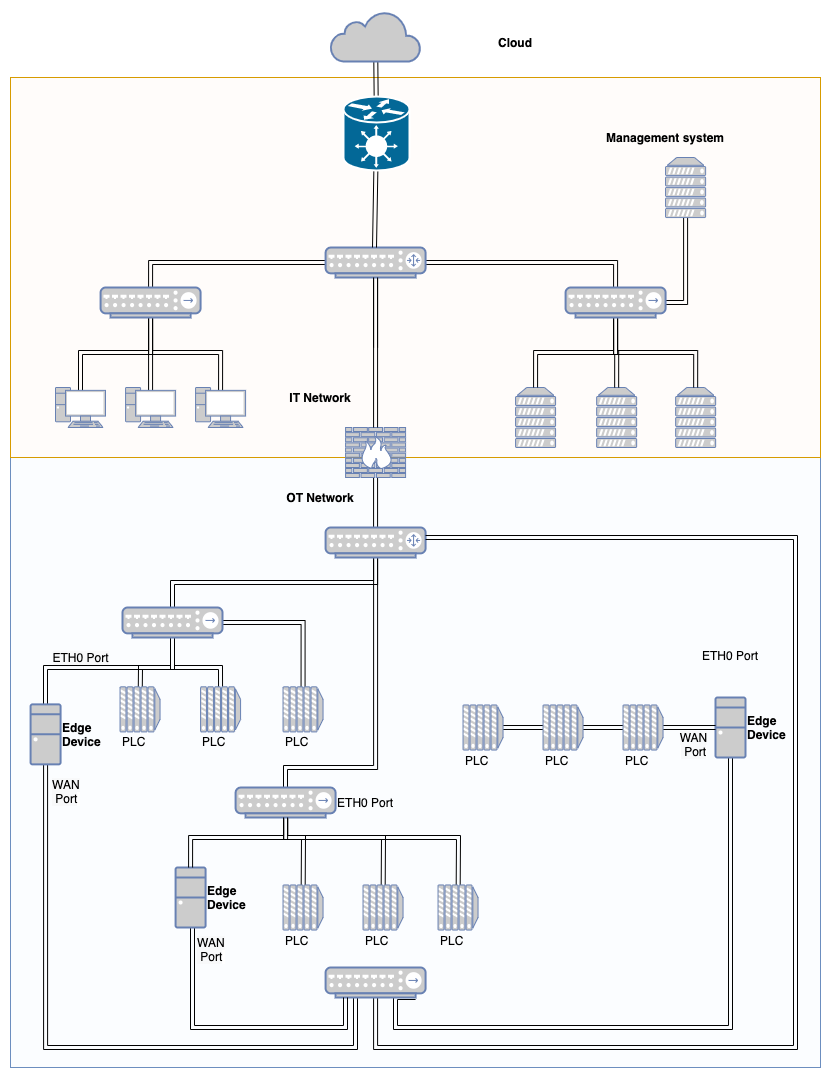 Cloud
Management system
IT Network
OT Network
ETH0 Port
ETH0 Port
Edge
Device
PLC
PLC
PLC
Edge
Device
WAN
Port
PLC
PLC
PLC
WAN
Port
ETH0 Port
Edge
Device
PLC
PLC
PLC
WAN
Port